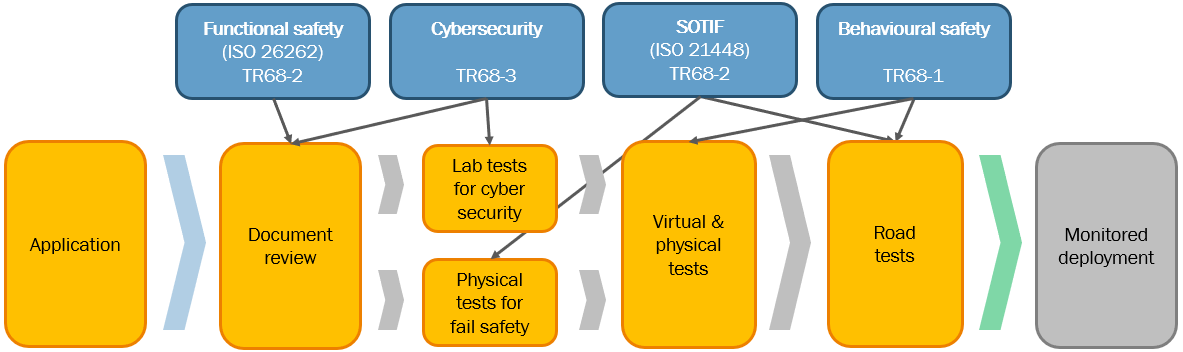 Functional safety
(ISO 26262)
TR68-2
Cybersecurity
TR68-3
SOTIF
(ISO 21448)
TR68-2
Behavioural safety
TR68-1
Application
Document
review
Lab tests
for cyber
security
Physical
tests for
fail safety
Virtual &
physical
tests
Road
tests
Monitored
deployment